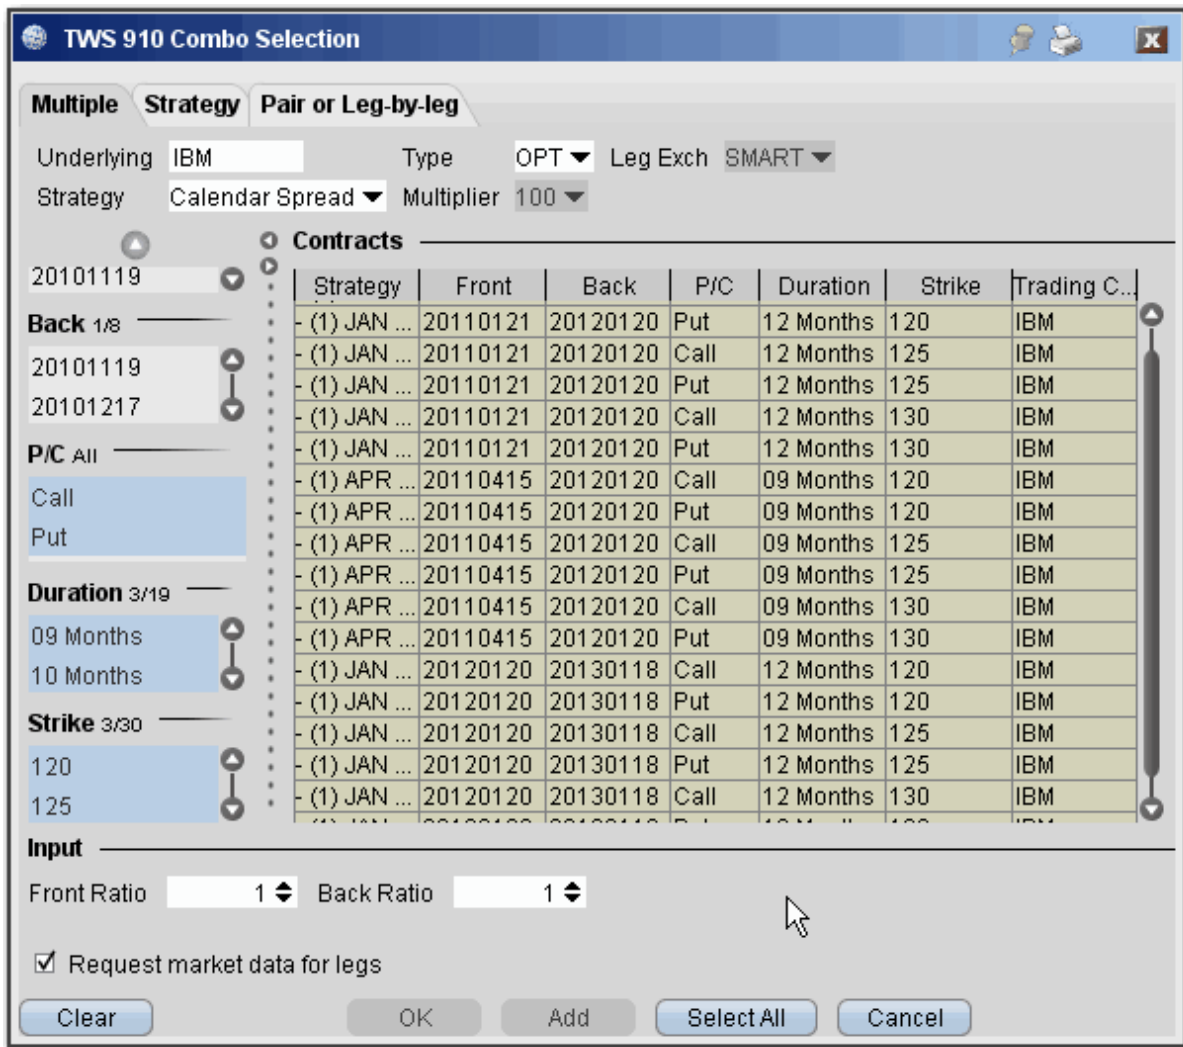 TWS 910 Combo Selection
Multiple Strategy Pair or Leg-by-leg
Underlying IBM Type OPT Leg Exch SMART
Strategy Calendar Spread Multiplier 100
Contracts
20101119
Back 1/8
20101119
20101217
P/C All
Call
Put
Duration 3/19
09 Months
10 Months
Strike 3/30
120
125
Strategy Front Back P/C Duration Strike Trading C...
- (1) JAN ... 20110121 20120120 Put 12 Months 120 IBM
- (1) JAN ... 20110121 20120120 Call 12 Months 125 IBM
- (1) JAN ... 20110121 20120120 Put 12 Months 125 IBM
- (1) JAN ... 20110121 20120120 Call 12 Months 130 IBM
- (1) JAN ... 20110121 20120120 Put 12 Months 130 IBM
- (1) APR ... 20110415 20120120 Call 09 Months 120 IBM
- (1) APR ... 20110415 20120120 Put 09 Months 120 IBM
- (1) APR ... 20110415 20120120 Call 09 Months 125 IBM
- (1) APR ... 20110415 20120120 Put 09 Months 125 IBM
- (1) APR ... 20110415 20120120 Call 09 Months 130 IBM
- (1) APR ... 20110415 20120120 Put 09 Months 130 IBM
- (1) JAN ... 20120120 20130118 Call 12 Months 120 IBM
- (1) JAN ... 20120120 20130118 Put 12 Months 120 IBM
- (1) JAN ... 20120120 20130118 Call 12 Months 125 IBM
- (1) JAN ... 20120120 20130118 Put 12 Months 125 IBM
- (1) JAN ... 20120120 20130118 Call 12 Months 130 IBM
Input
Front Ratio 1 Back Ratio 1
Request market data for legs
Clear OK Add Select All Cancel